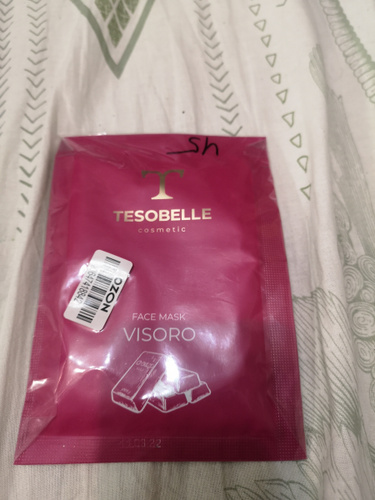 45
T
TESOBELLE
cosmetic
OZON
FACE MASK
VISORO